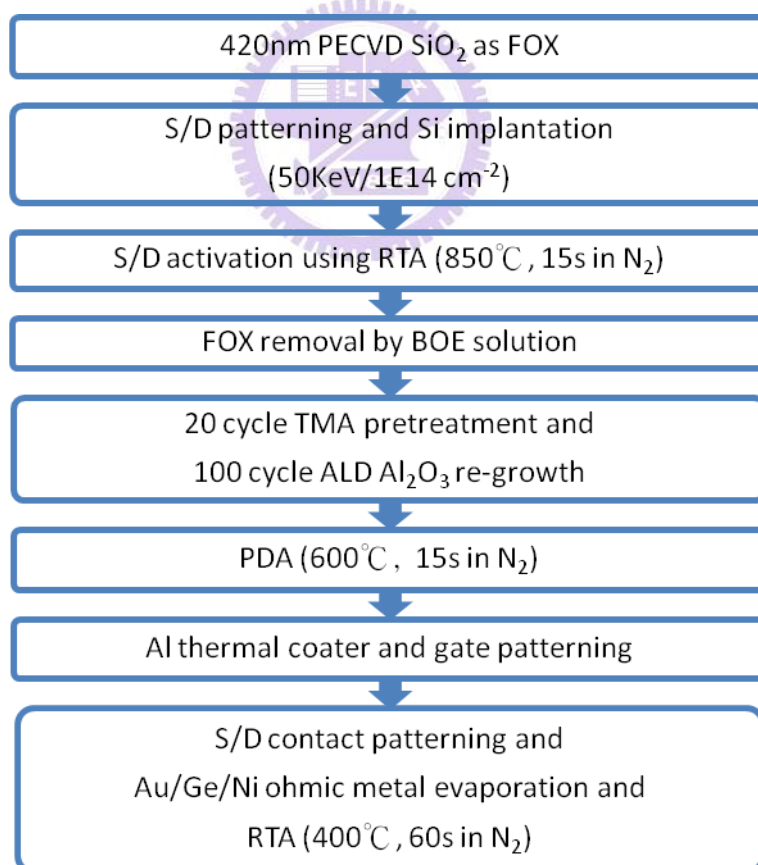 420nm PECVD SiO₂ as FOX
S/D patterning and Si implantation
(50KeV/1E14 cm⁻²)
S/D activation using RTA (850℃, 15s in N₂)
FOX removal by BOE solution
20 cycle TMA pretreatment and
100 cycle ALD Al₂O₃ re-growth
PDA (600℃, 15s in N₂)
Al thermal coater and gate patterning
S/D contact patterning and
Au/Ge/Ni ohmic metal evaporation and
RTA (400℃, 60s in N₂)